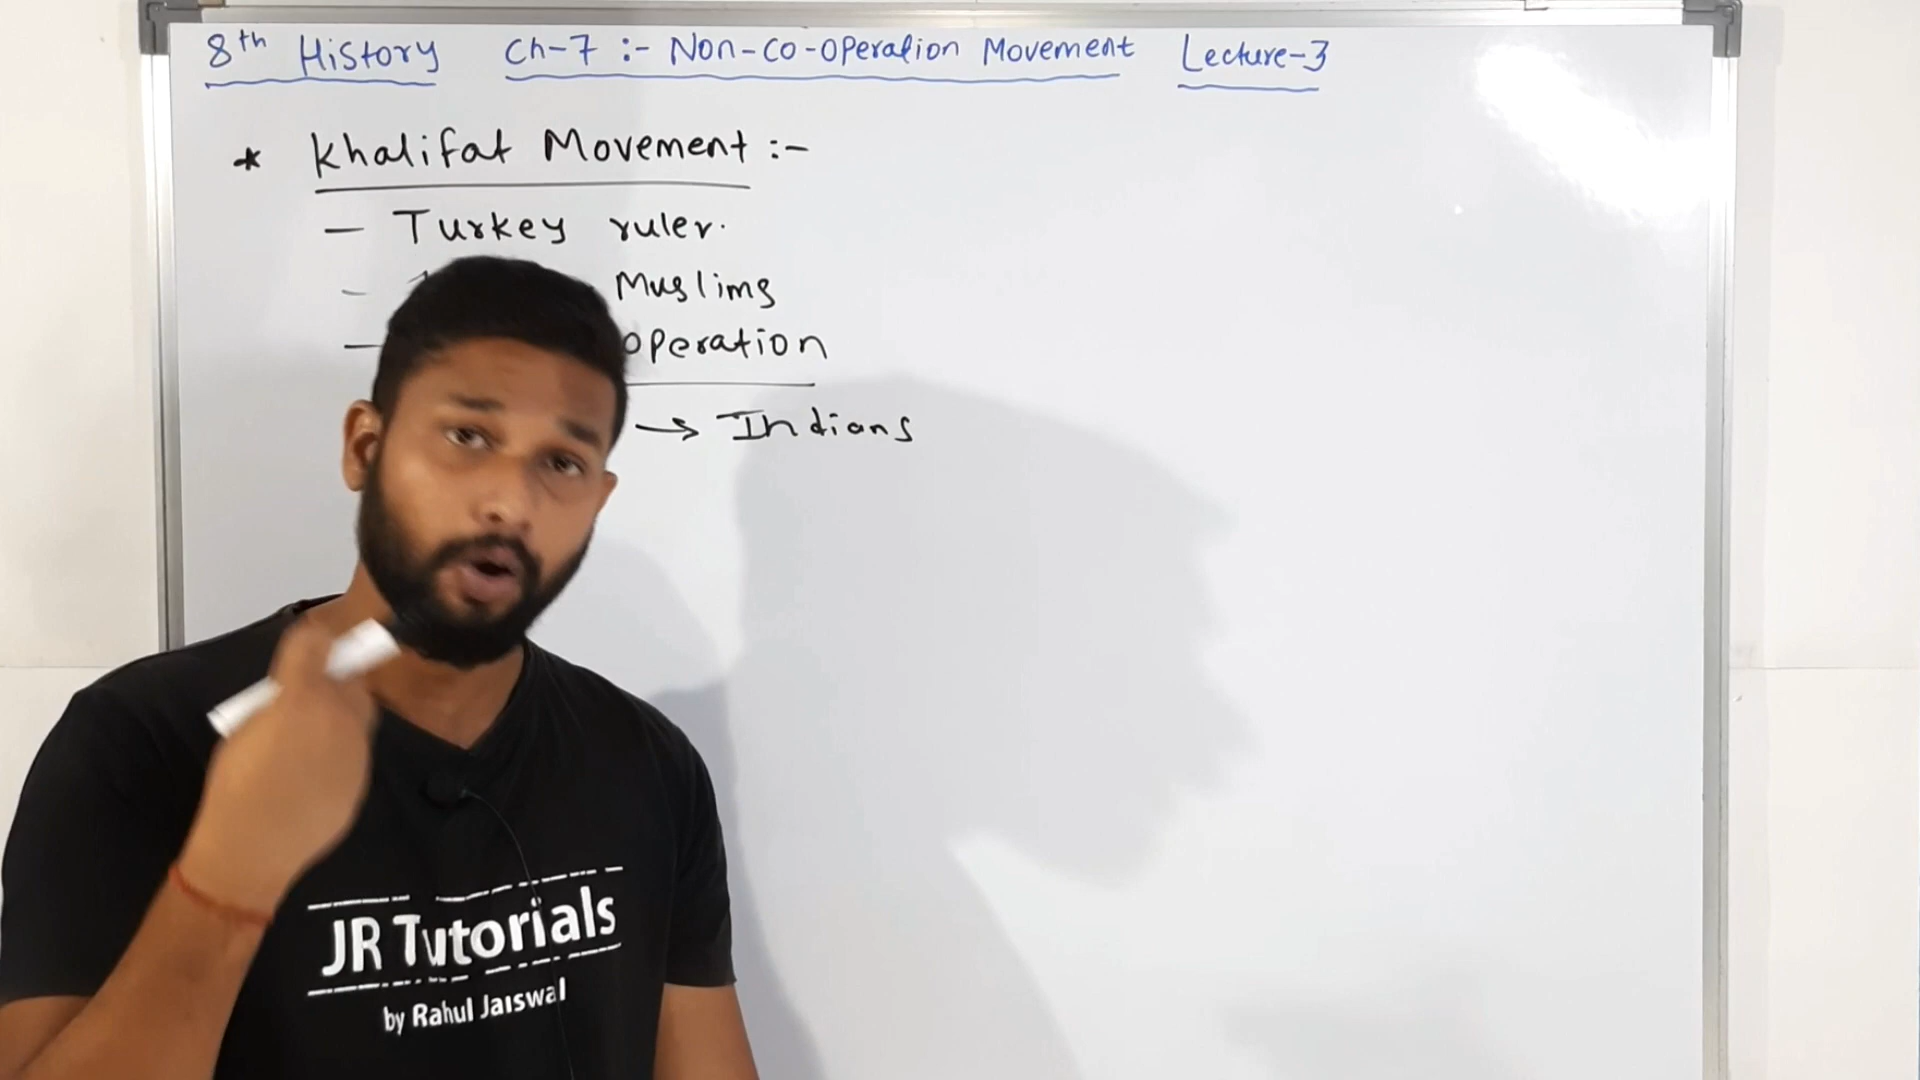 8th History Ch-7 :- Non-co-operation Movement Lecture-3
* Khalifat Movement :-
- Turkey ruler.
- Muslims
- operation
→ Indians
JR Tutorials
by Rahul Jaiswal